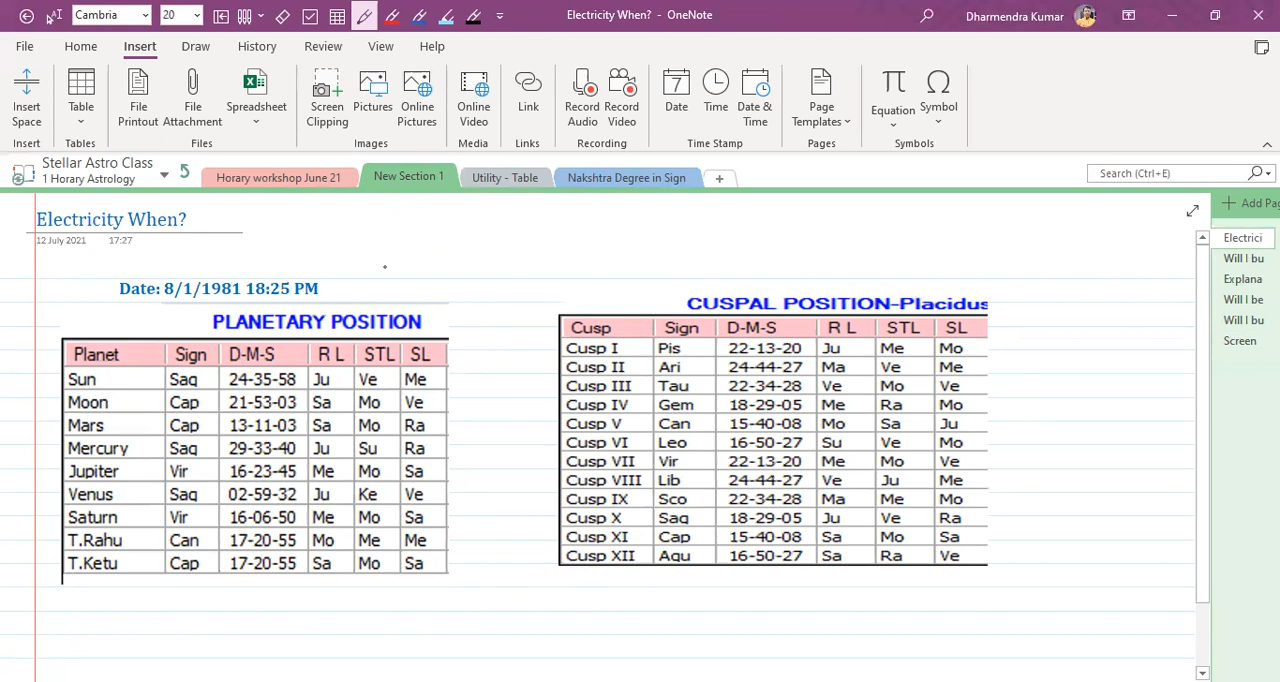 Cambria 20 Electricity When? - OneNote Dharmendra Kumar
File Home Insert Draw History Review View Help
Insert Space Table File Printout File Attachment Spreadsheet Screen Clipping Pictures Online Pictures Online Video Link Record Audio Record Video Date Time Date & Time Page Templates Equation Symbol
Insert Tables Files Images Media Links Recording Time Stamp Pages Symbols
Stellar Astro Class
1 Horary Astrology Horary workshop June 21 New Section 1 Utility - Table Nakshtra Degree in Sign + Search (Ctrl+E)
Electricity When?
12 July 2021 17:27
Date: 8/1/1981 18:25 PM
PLANETARY POSITION
Planet Sign D-M-S R L STL SL
Sun Sag 24-35-58 Ju Ve Me
Moon Cap 21-53-03 Sa Mo Ve
Mars Cap 13-11-03 Sa Mo Ra
Mercury Sag 29-33-40 Ju Su Ra
Jupiter Vir 16-23-45 Me Mo Sa
Venus Sag 02-59-32 Ju Ke Ve
Saturn Vir 16-06-50 Me Mo Sa
T.Rahu Can 17-20-55 Mo Me Me
T.Ketu Cap 17-20-55 Sa Mo Sa
CUSPAL POSITION-Placidus
Cusp Sign D-M-S R L STL SL
Cusp I Pis 22-13-20 Ju Me Mo
Cusp II Ari 24-44-27 Ma Ve Me
Cusp III Tau 22-34-28 Ve Mo Ve
Cusp IV Gem 18-29-05 Me Ra Mo
Cusp V Can 15-40-08 Mo Sa Ju
Cusp VI Leo 16-50-27 Su Ve Mo
Cusp VII Vir 22-13-20 Me Mo Ve
Cusp VIII Lib 24-44-27 Ve Ju Me
Cusp IX Sco 22-34-28 Ma Me Mo
Cusp X Sag 18-29-05 Ju Ve Ra
Cusp XI Cap 15-40-08 Sa Mo Sa
Cusp XII Aqu 16-50-27 Sa Ra Ve
Add Pag
Electrici
Will I bu
Explana
Will I be
Will I bu
Screen